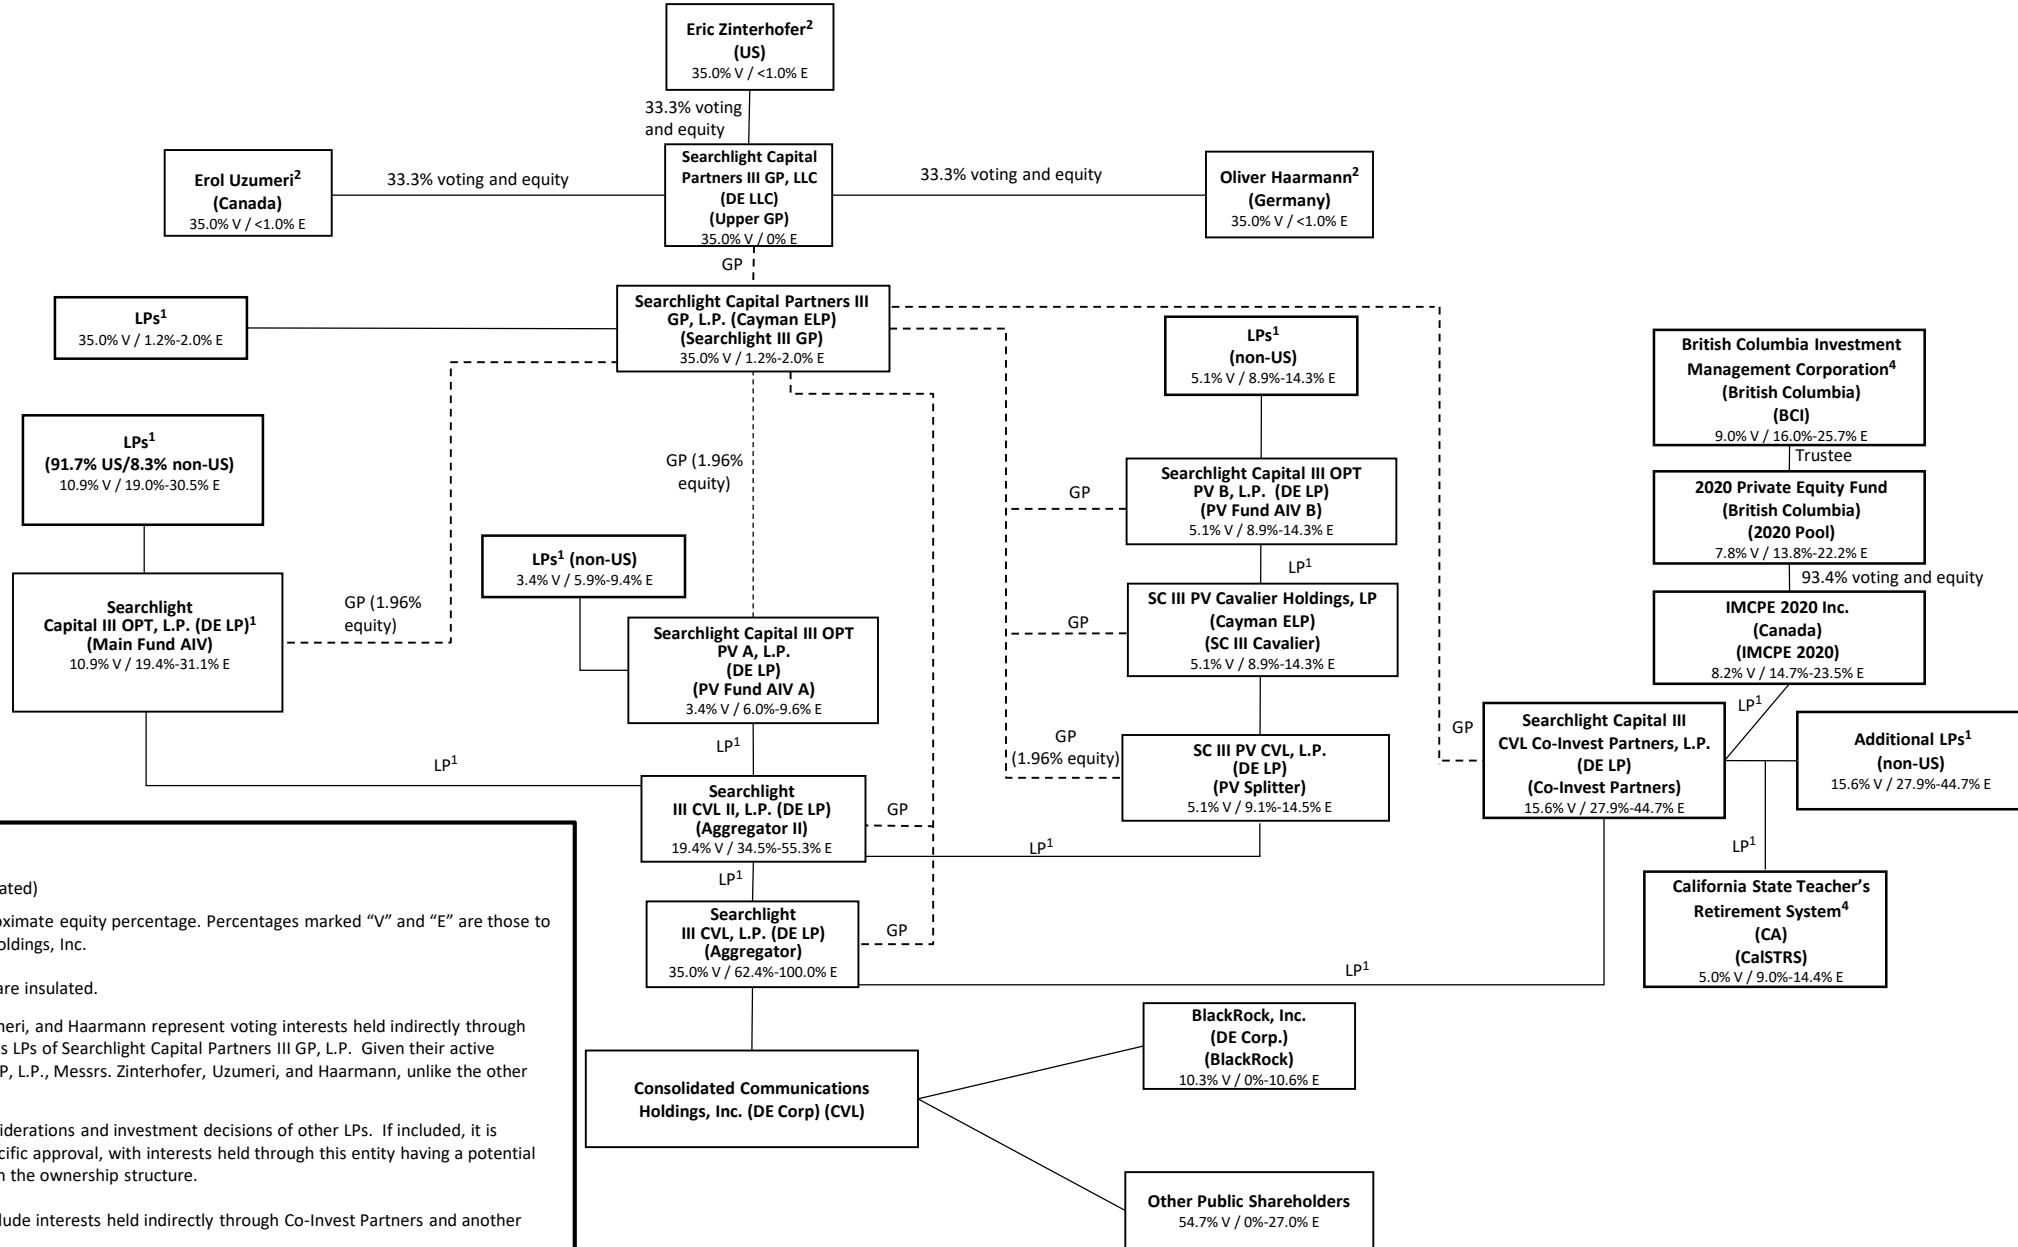 Eric Zinterhofer²
(US)
35.0% V / <1.0% E
33.3% voting
and equity
Erol Uzumeri²
(Canada)
35.0% V / <1.0% E
33.3% voting and equity
Searchlight Capital
Partners III GP, LLC
(DE LLC)
(Upper GP)
35.0% V / 0% E
33.3% voting and equity
Oliver Haarmann²
(Germany)
35.0% V / <1.0% E
GP
LPs¹
35.0% V / 1.2%-2.0% E
Searchlight Capital Partners III
GP, L.P. (Cayman ELP)
(Searchlight III GP)
35.0% V / 1.2%-2.0% E
LPs¹
(non-US)
5.1% V / 8.9%-14.3% E
British Columbia Investment
Management Corporation⁴
(British Columbia)
(BCI)
9.0% V / 16.0%-25.7% E
Trustee
LPs¹
(91.7% US/8.3% non-US)
10.9% V / 19.0%-30.5% E
GP (1.96%
equity)
GP
Searchlight Capital III OPT
PV B, L.P. (DE LP)
(PV Fund AIV B)
5.1% V / 8.9%-14.3% E
2020 Private Equity Fund
(British Columbia)
(2020 Pool)
7.8% V / 13.8%-22.2% E
93.4% voting and equity
LPs¹ (non-US)
3.4% V / 5.9%-9.4% E
LP¹
Searchlight
Capital III OPT, L.P. (DE LP)¹
(Main Fund AIV)
10.9% V / 19.4%-31.1% E
GP (1.96%
equity)
Searchlight Capital III OPT
PV A, L.P.
(DE LP)
(PV Fund AIV A)
3.4% V / 6.0%-9.6% E
GP
SC III PV Cavalier Holdings, LP
(Cayman ELP)
(SC III Cavalier)
5.1% V / 8.9%-14.3% E
IMCPE 2020 Inc.
(Canada)
(IMCPE 2020)
8.2% V / 14.7%-23.5% E
LP¹
LP¹
LP¹
GP
(1.96% equity)
SC III PV CVL, L.P.
(DE LP)
(PV Splitter)
5.1% V / 9.1%-14.5% E
GP
Searchlight Capital III
CVL Co-Invest Partners, L.P.
(DE LP)
(Co-Invest Partners)
15.6% V / 27.9%-44.7% E
Additional LPs¹
(non-US)
15.6% V / 27.9%-44.7% E
Searchlight
III CVL II, L.P. (DE LP)
(Aggregator II)
19.4% V / 34.5%-55.3% E
GP
LP¹
LP¹
LP¹
Searchlight
III CVL, L.P. (DE LP)
(Aggregator)
35.0% V / 62.4%-100.0% E
GP
LP¹
California State Teacher's
Retirement System⁴
(CA)
(CalSTRS)
5.0% V / 9.0%-14.4% E
Consolidated Communications
Holdings, Inc. (DE Corp) (CVL)
BlackRock, Inc.
(DE Corp.)
(BlackRock)
10.3% V / 0%-10.6% E
Other Public Shareholders
54.7% V / 0%-27.0% E
equity percentage. Percentages marked “V” and “E” are those to
Inc.
are insulated.
and Haarmann represent voting interests held indirectly through
LPs of Searchlight Capital Partners III GP, L.P. Given their active
L.P., Messrs. Zinterhofer, Uzumeri, and Haarmann, unlike the other
and investment decisions of other LPs. If included, it is
approval, with interests held through this entity having a potential
the ownership structure.
interests held indirectly through Co-Invest Partners and another